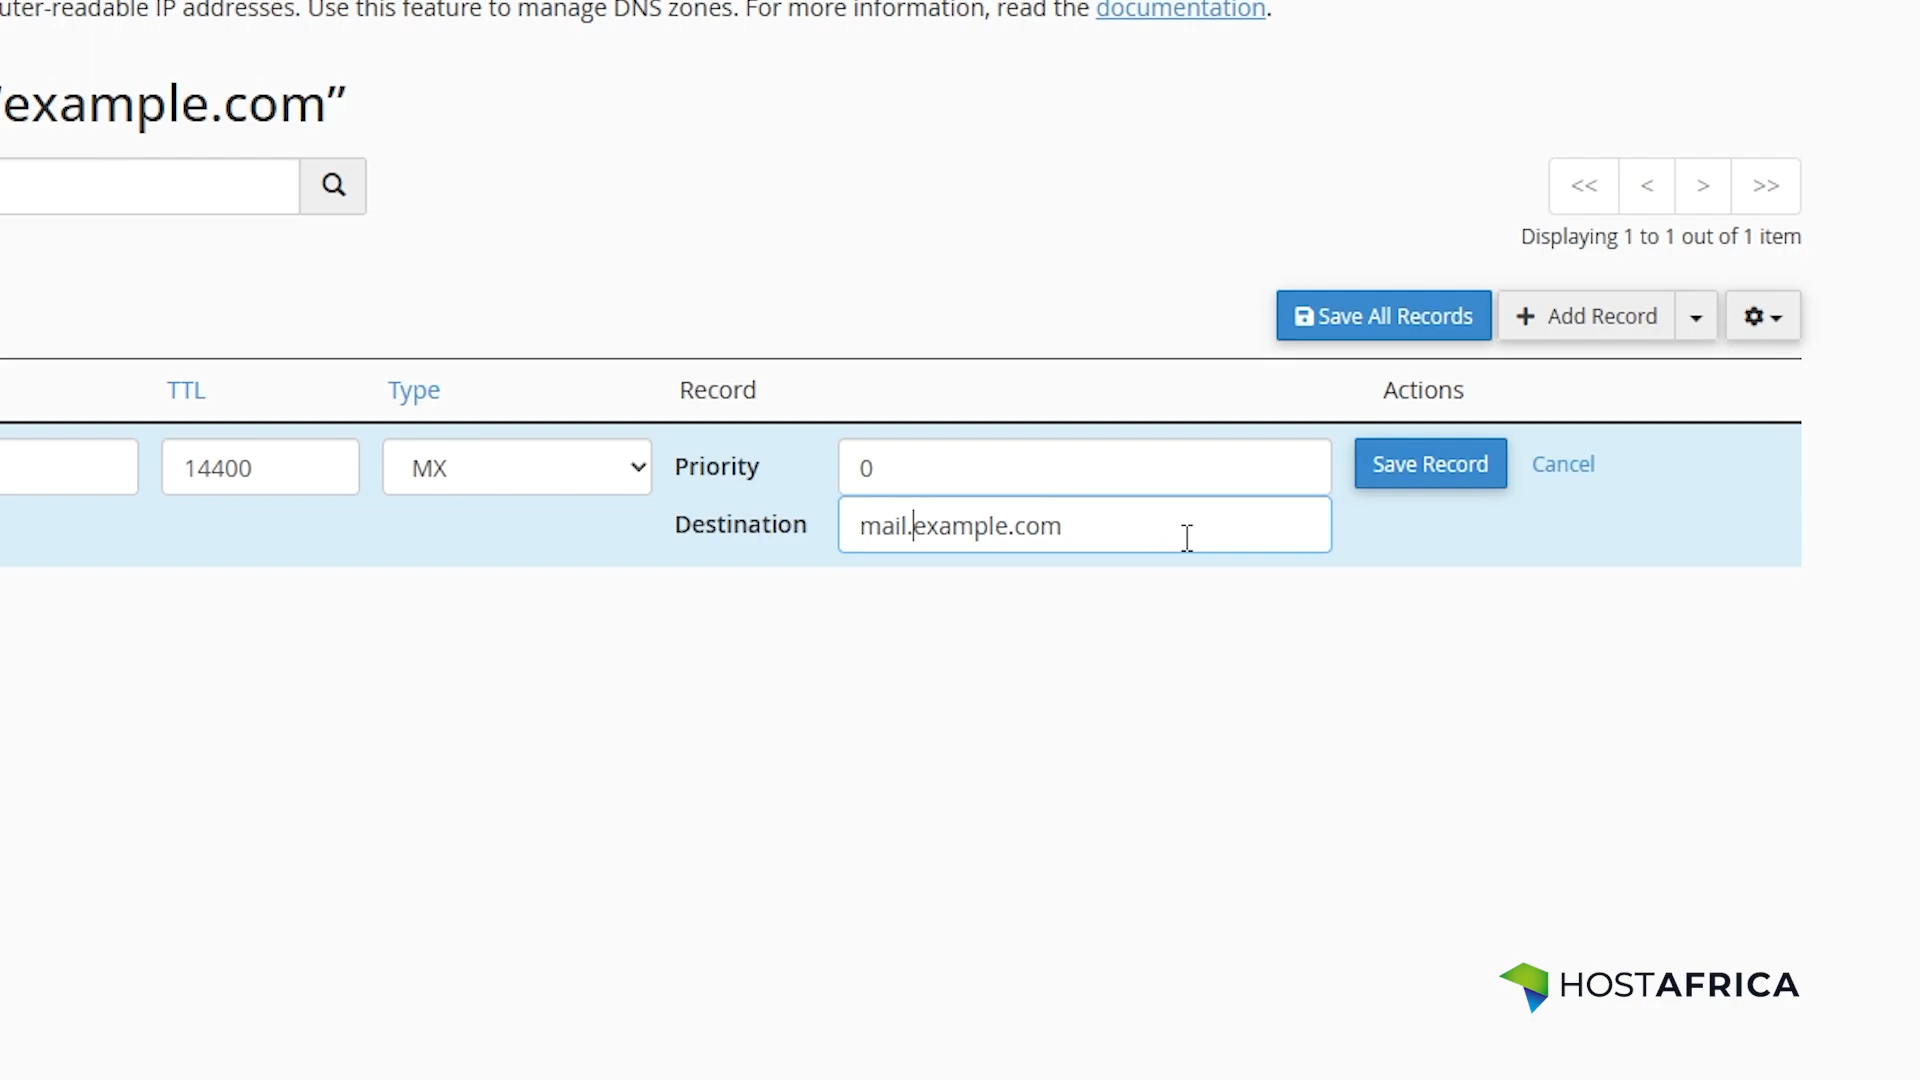 uter-readable IP addresses. Use this feature to manage DNS zones. For more information, read the documentation.
"example.com"
<< < > >>
Displaying 1 to 1 out of 1 item
Save All Records + Add Record
TTL Type Record Actions
14400 MX Priority 0 Save Record Cancel
Destination mail.example.com
HOSTAFRICA